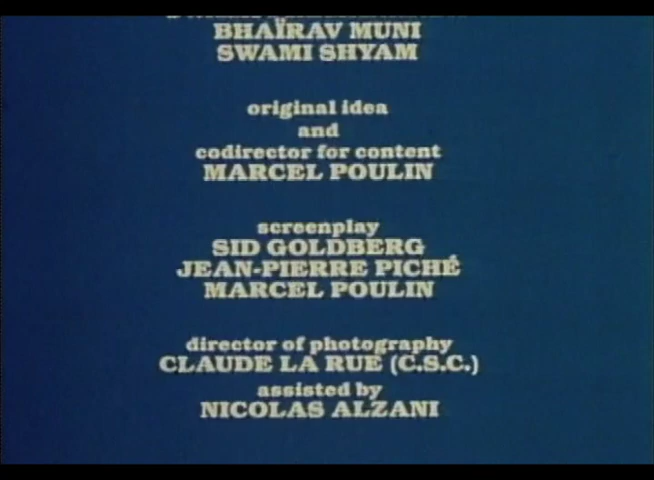 BHAÏRAV MUNI
SWAMI SHYAM
original idea
and
codirector for content
MARCEL POULIN
screenplay
SID GOLDBERG
JEAN-PIERRE PICHÉ
MARCEL POULIN
director of photography
CLAUDE LA RUE (C.S.C.)
assisted by
NICOLAS ALZANI